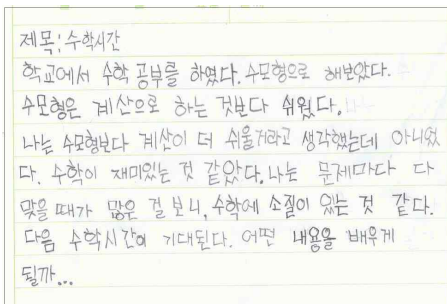 제목: 수학시간
학교에서 수학 공부를 하였다. 수모형으로 해보았다.
수모형은 계산으로 하는 것보다 쉬웠다.
나는 수모형보다 계산이 더 쉬울거라고 생각했는데 아니었
다. 수학이 재미있는 것 같았다. 나는 문제마다 다
맞을 때가 많은 걸 보니, 수학에 소질이 있는 것 같다.
다음 수학시간이 기대된다. 어떤 내용을 배우게
될까...